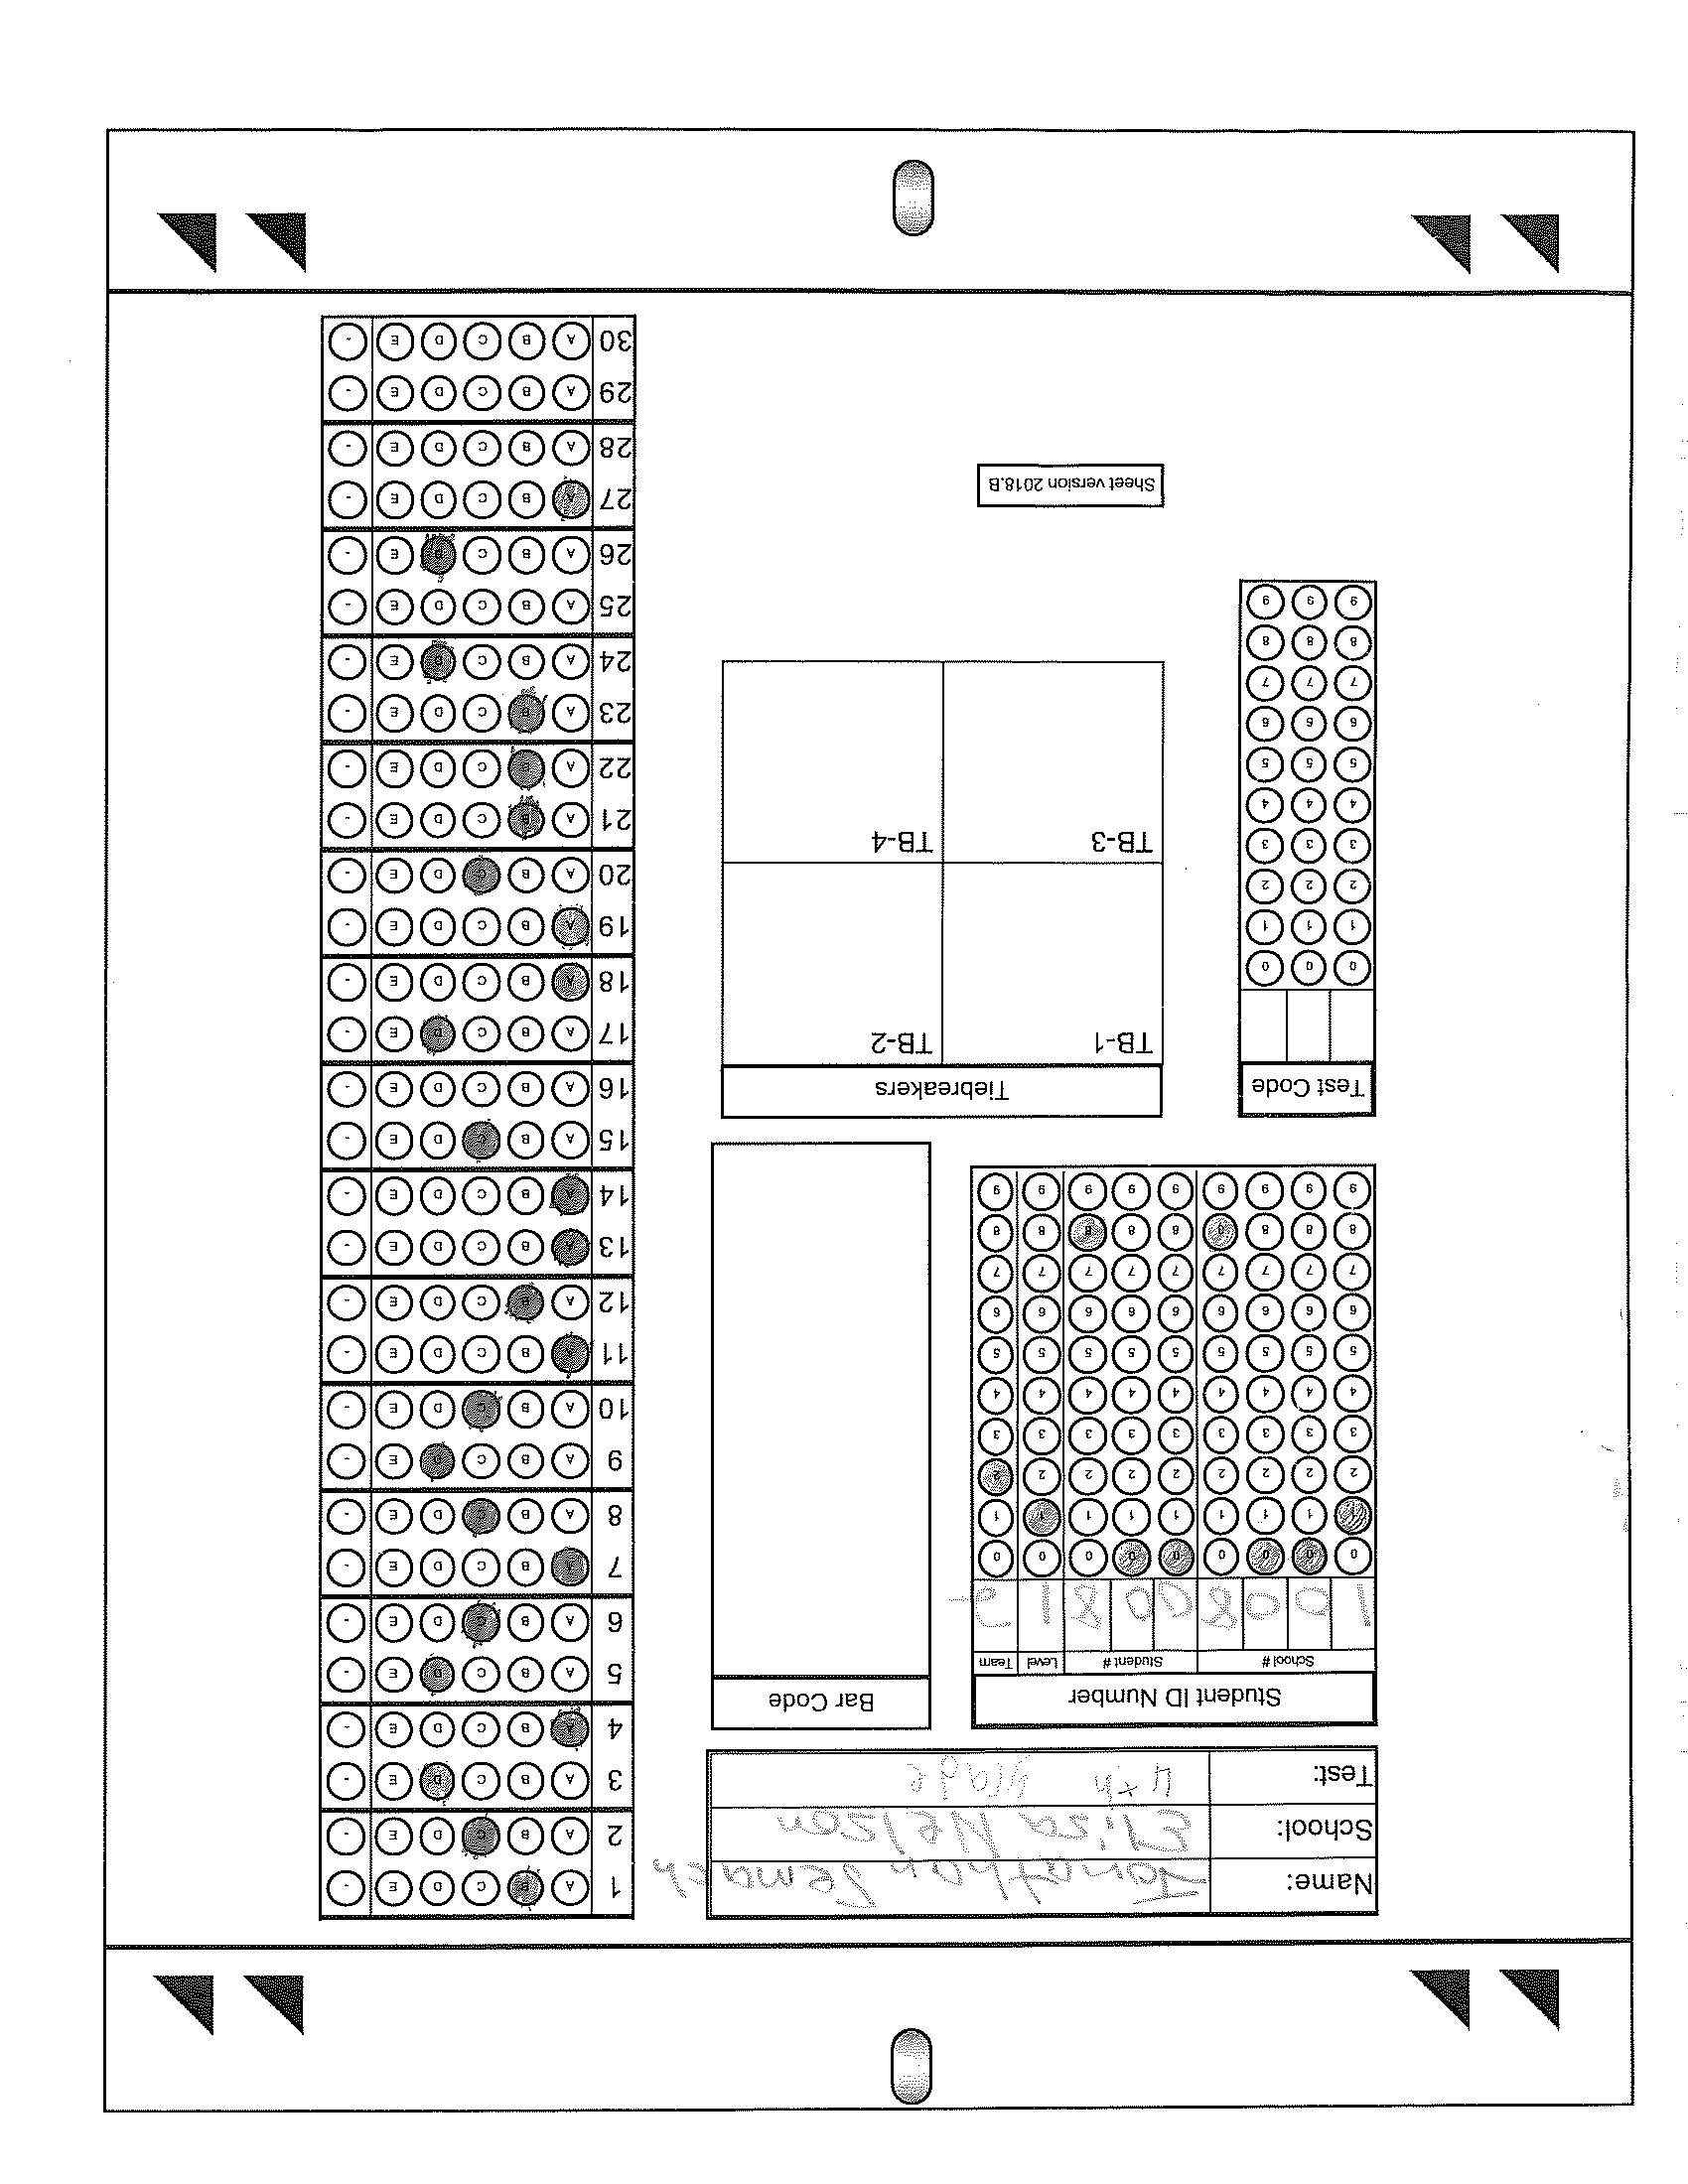 Name: Jonathan Semach
School: Elisa Nelson
Test: 4th grade
Student ID Number
School # Student # Level Team
1 0 0 8 0 0 8 1 2
0 0 0 0 0 0 0 0 0
1 1 1 1 1 1 1 1 1
2 2 2 2 2 2 2 2 2
3 3 3 3 3 3 3 3 3
4 4 4 4 4 4 4 4 4
5 5 5 5 5 5 5 5 5
6 6 6 6 6 6 6 6 6
7 7 7 7 7 7 7 7 7
8 8 8 8 8 8 8 8 8
9 9 9 9 9 9 9 9 9
Bar Code
Test Code
0 0 0
1 1 1
2 2 2
3 3 3
4 4 4
5 5 5
6 6 6
7 7 7
8 8 8
9 9 9
Tiebreakers
TB-1 TB-2
TB-3 TB-4
Sheet version 2018.B
1 A B C D E -
2 A B C D E -
3 A B C D E -
4 A B C D E -
5 A B C D E -
6 A B C D E -
7 A B C D E -
8 A B C D E -
9 A B C D E -
10 A B C D E -
11 A B C D E -
12 A B C D E -
13 A B C D E -
14 A B C D E -
15 A B C D E -
16 A B C D E -
17 A B C D E -
18 A B C D E -
19 A B C D E -
20 A B C D E -
21 A B C D E -
22 A B C D E -
23 A B C D E -
24 A B C D E -
25 A B C D E -
26 A B C D E -
27 A B C D E -
28 A B C D E -
29 A B C D E -
30 A B C D E -